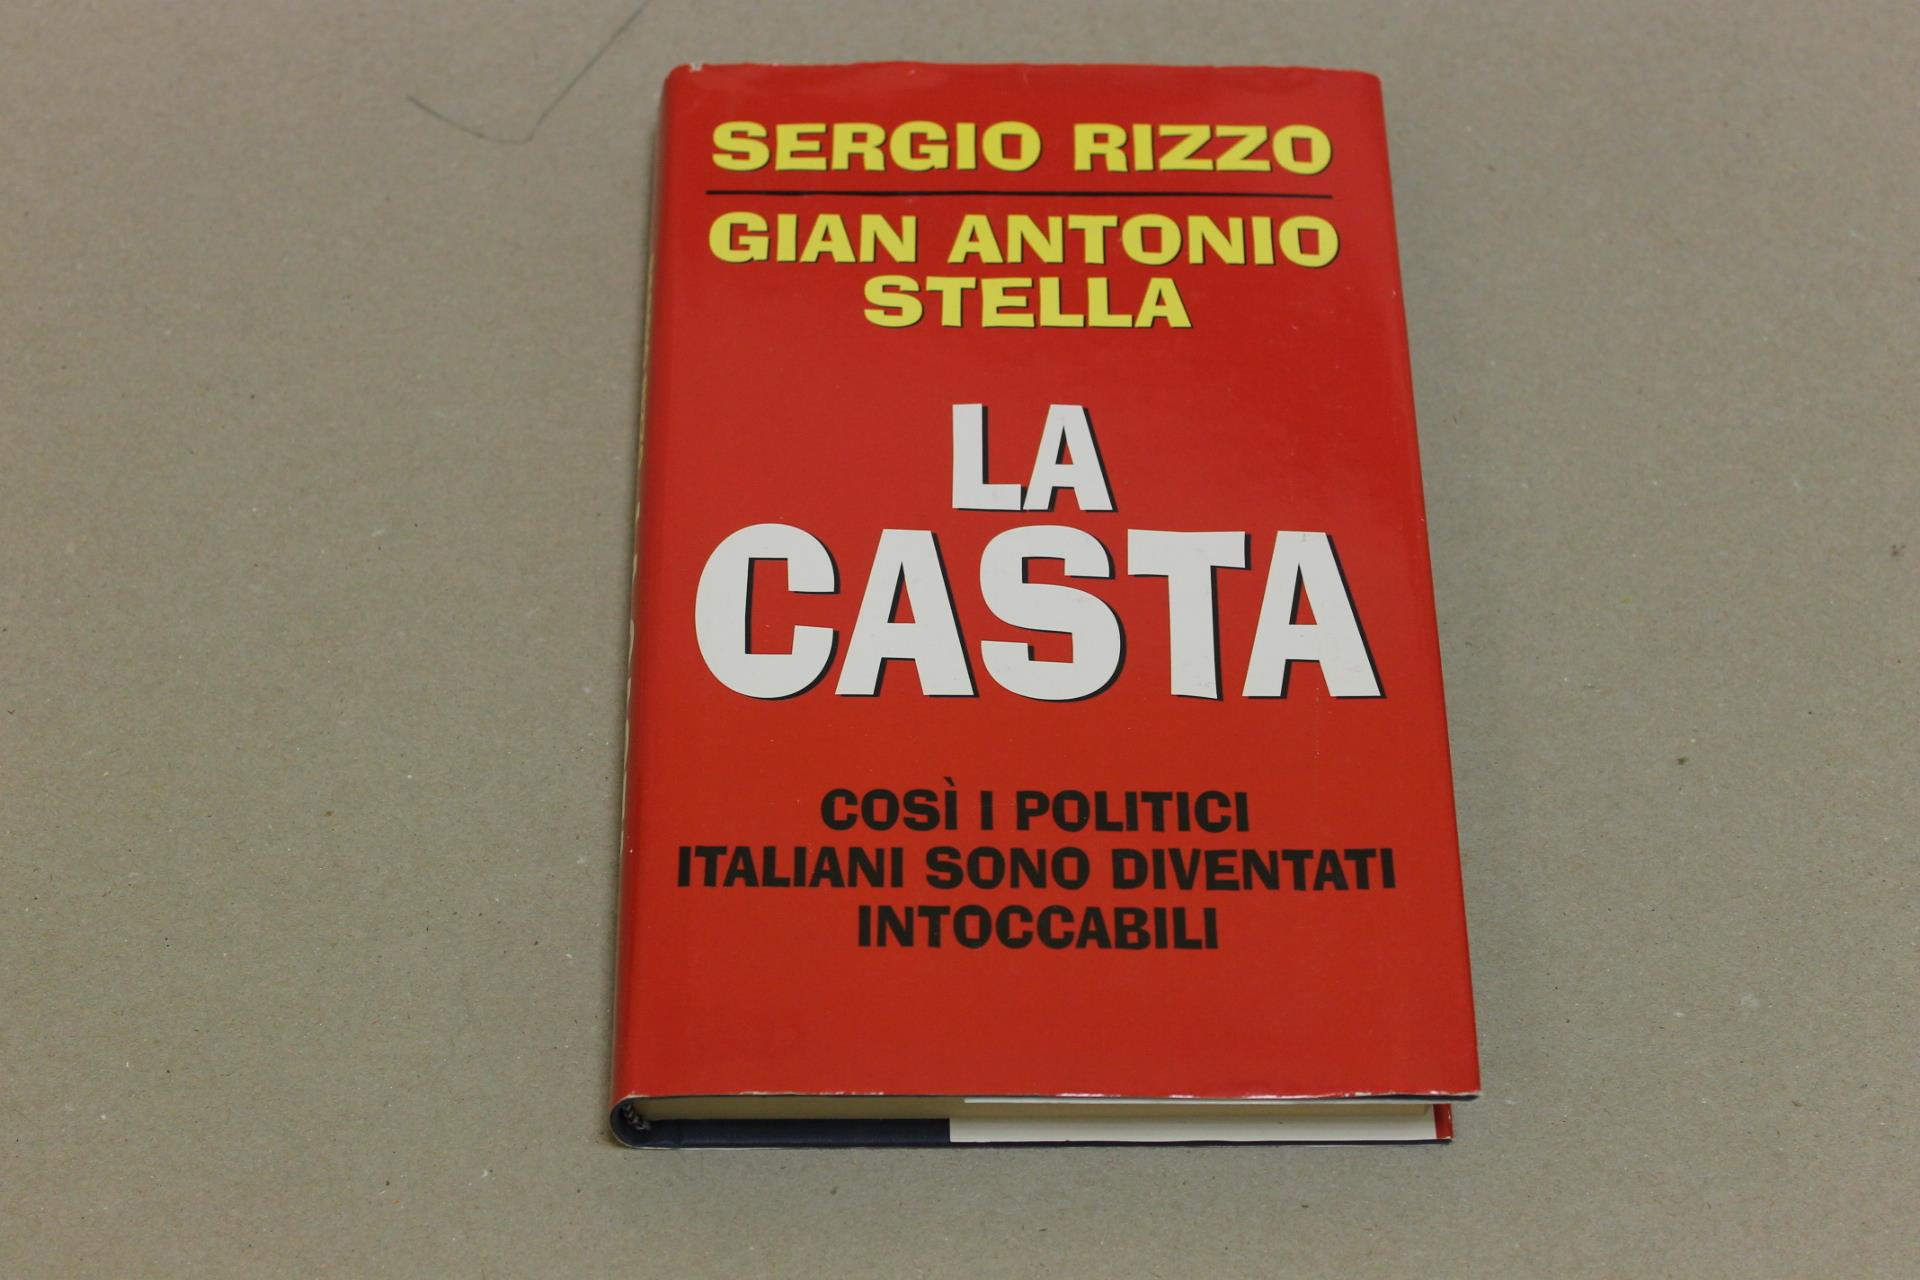 SERGIO RIZZO
GIAN ANTONIO
STELLA
LA
CASTA
COSÌ I POLITICI
ITALIANI SONO DIVENTATI
INTOCCABILI